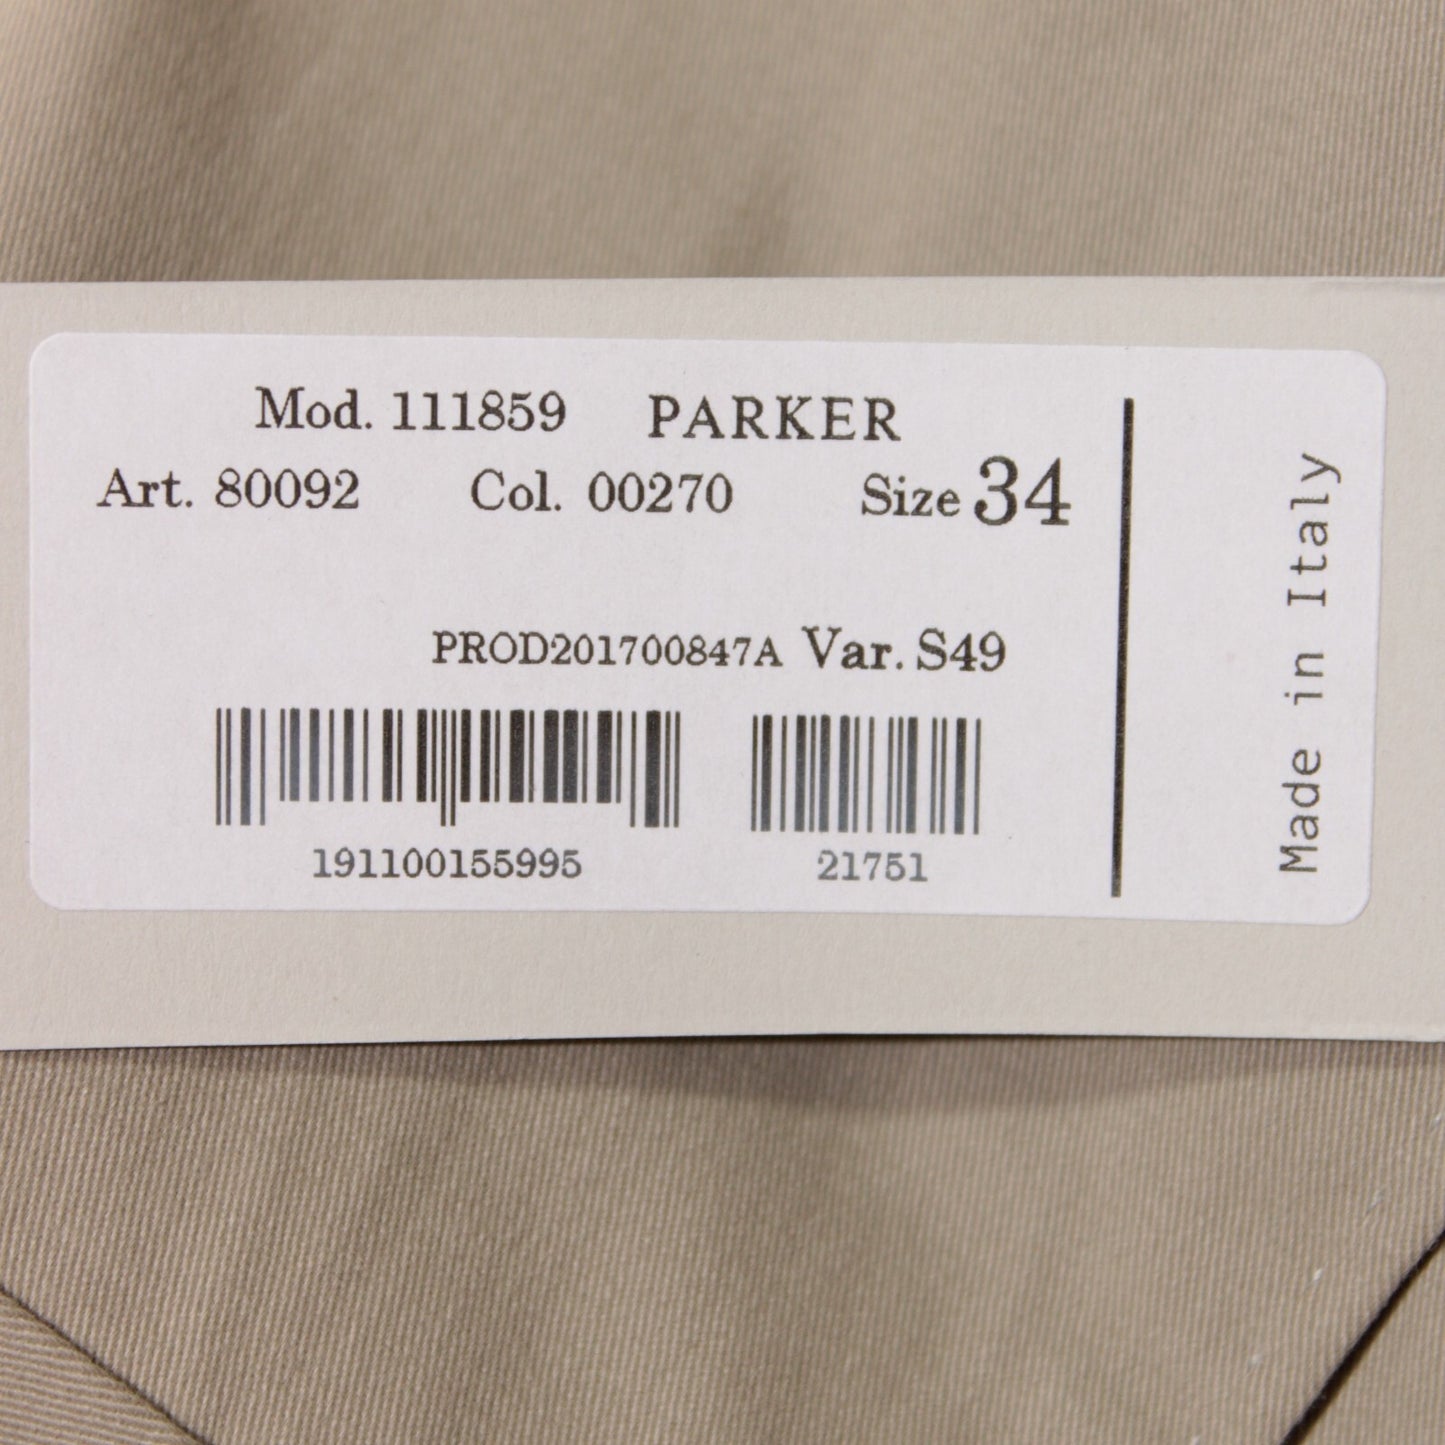 Mod. 111859 PARKER
Art. 80092 Col. 00270 Size 34
PROD201700847A Var. S49
191100155995 21751
Made in Italy